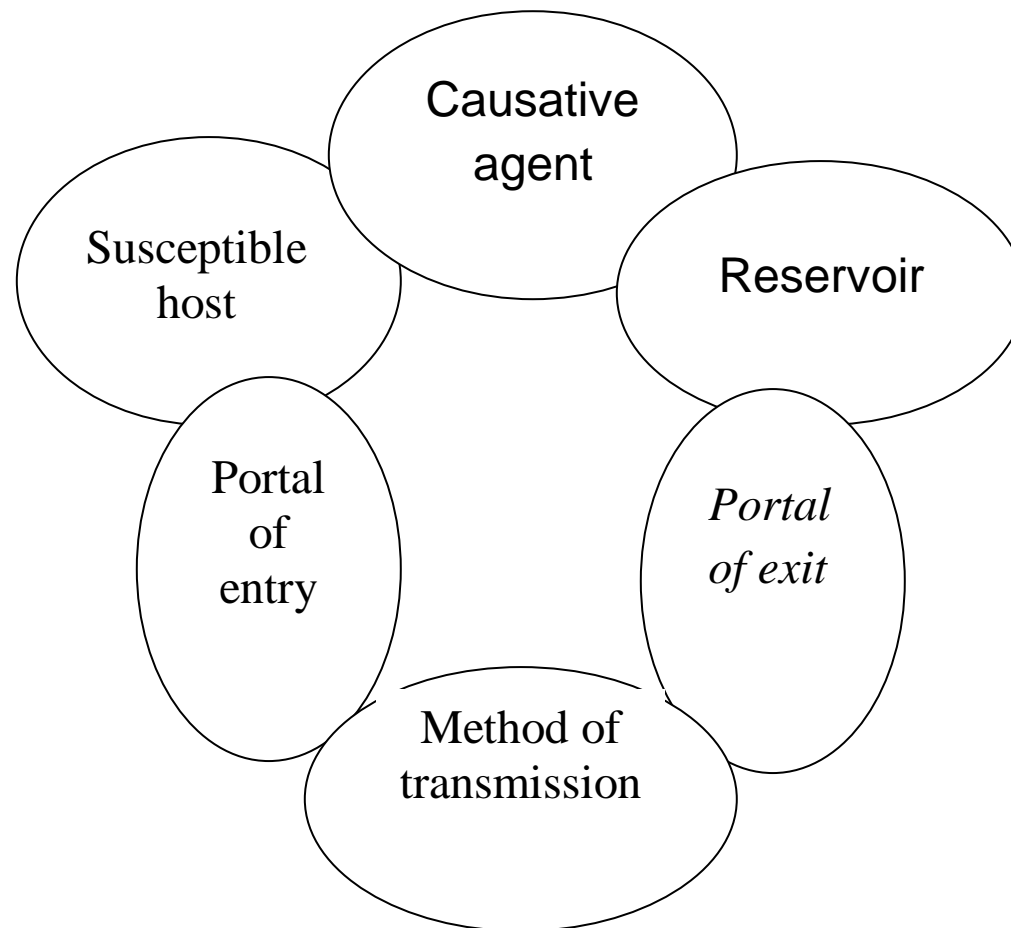 Causative
agent
Reservoir
Portal
of exit
Method of
transmission
Portal
of
entry
Susceptible
host